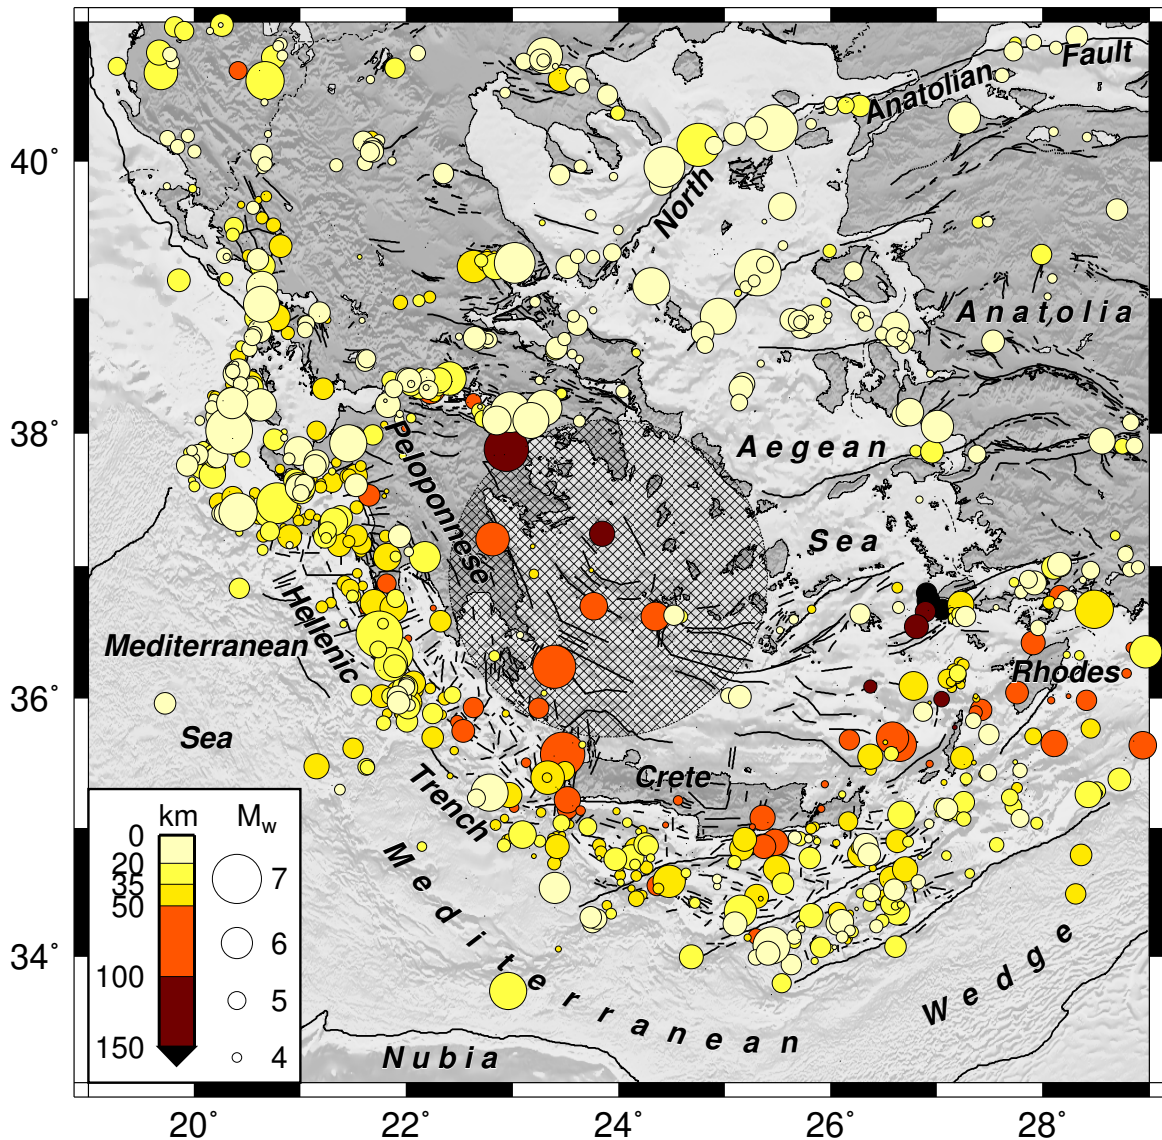 Fault
Anatolian
North
40°
Anatolia
38°
Aegean
Peloponnese
Sea
Hellenic
Mediterranean
Rhodes
36°
Sea
Crete
Trench
km
Mw
0
20
35
50
100
150
7
6
5
4
34°
Mediterranean
Wedge
Nubia
20°
22°
24°
26°
28°